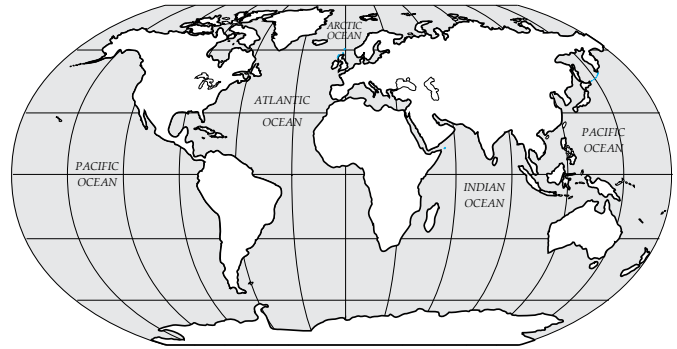 ARCTIC
OCEAN
ATLANTIC
OCEAN
PACIFIC
OCEAN
PACIFIC
OCEAN
INDIAN
OCEAN